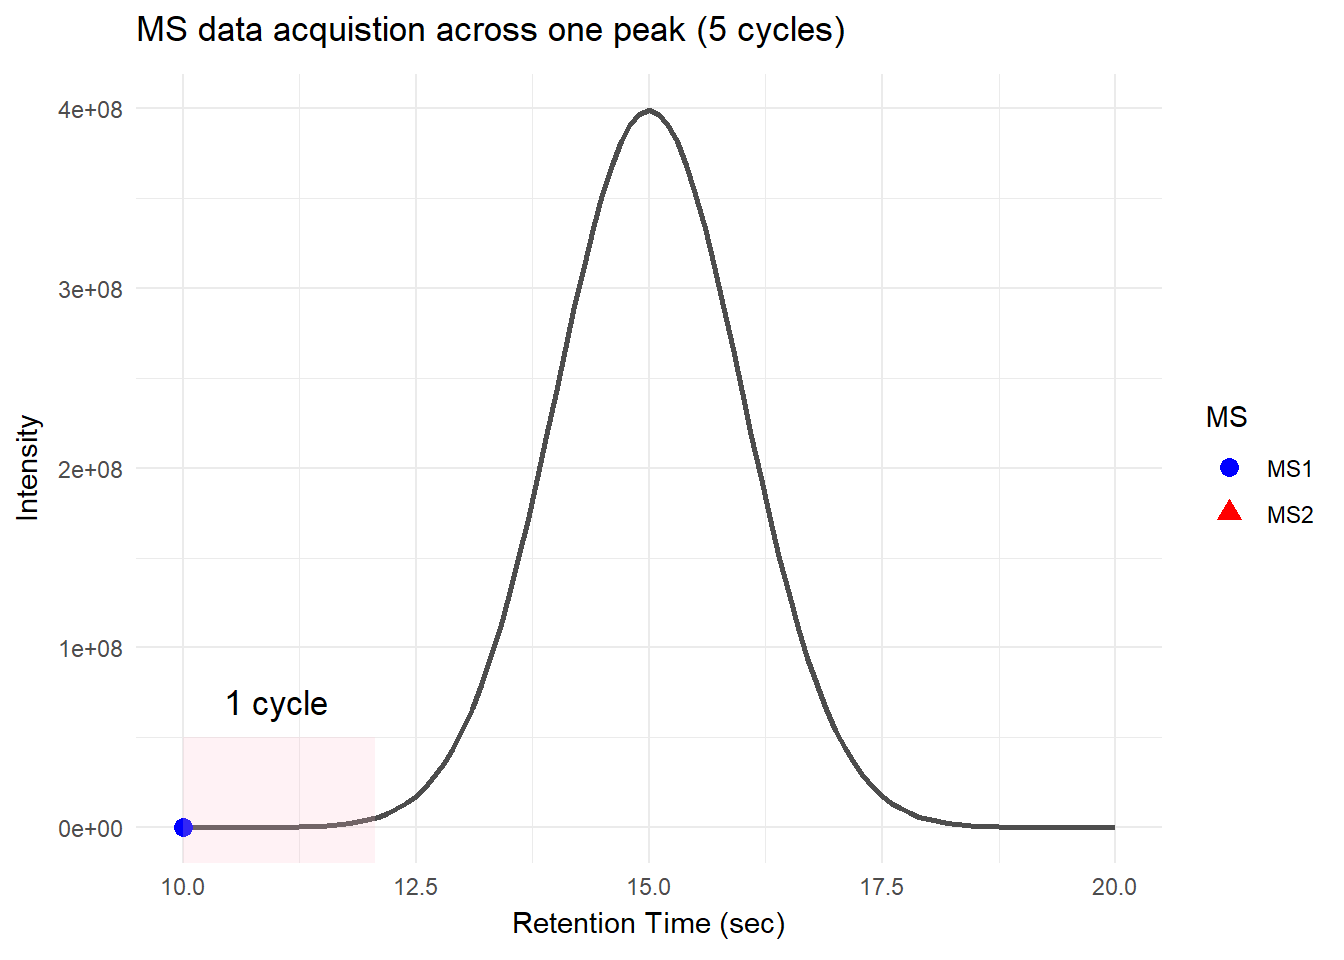 MS data acquistion across one peak (5 cycles)
4e+08
3e+08
2e+08
1e+08
0e+00
Intensity
1 cycle
10.0 12.5 15.0 17.5 20.0
Retention Time (sec)
MS
MS1
MS2